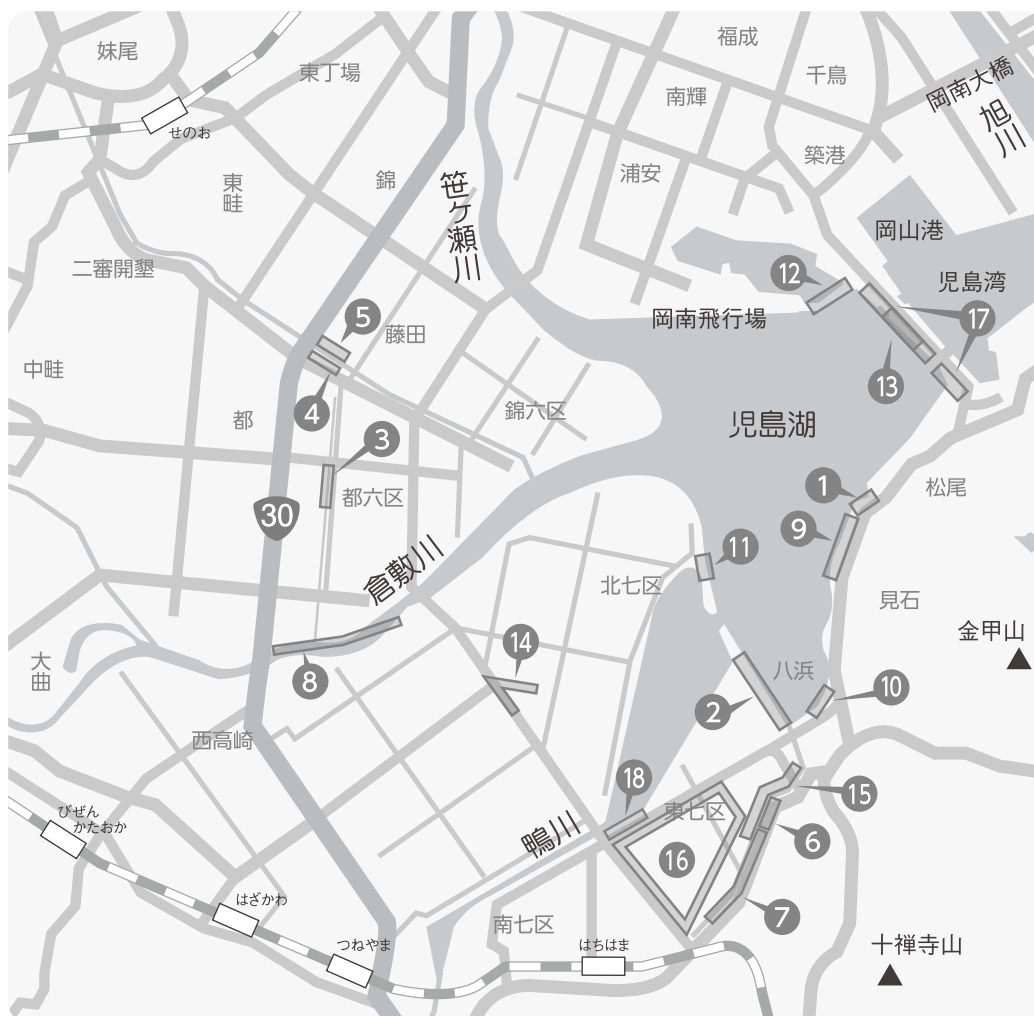 妹尾
東丁場
せのお
東畦
錦
笹ヶ瀬川
二番開墾
中畦
福成
千鳥
南輝
岡南大橋
旭川
築港
浦安
岡山港
児島湾
12
岡南飛行場
17
13
5
藤田
4
都
3
錦六区
児島湖
都六区
30
1
松尾
9
倉敷川
11
北七区
見石
金甲山
大曲
8
14
八浜
10
2
西高崎
18
東七区
15
びぜん
かたおか
鴨川
16
6
7
はざかわ
つねやま
南七区
はちはま
十禅寺山